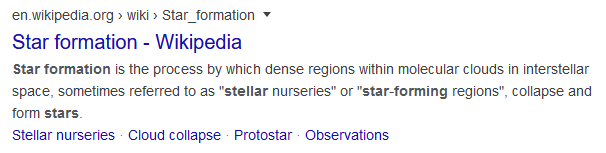 en.wikipedia.org › wiki › Star_formation
Star formation - Wikipedia
Star formation is the process by which dense regions within molecular clouds in interstellar
space, sometimes referred to as "stellar nurseries" or "star-forming regions", collapse and
form stars.
Stellar nurseries · Cloud collapse · Protostar · Observations